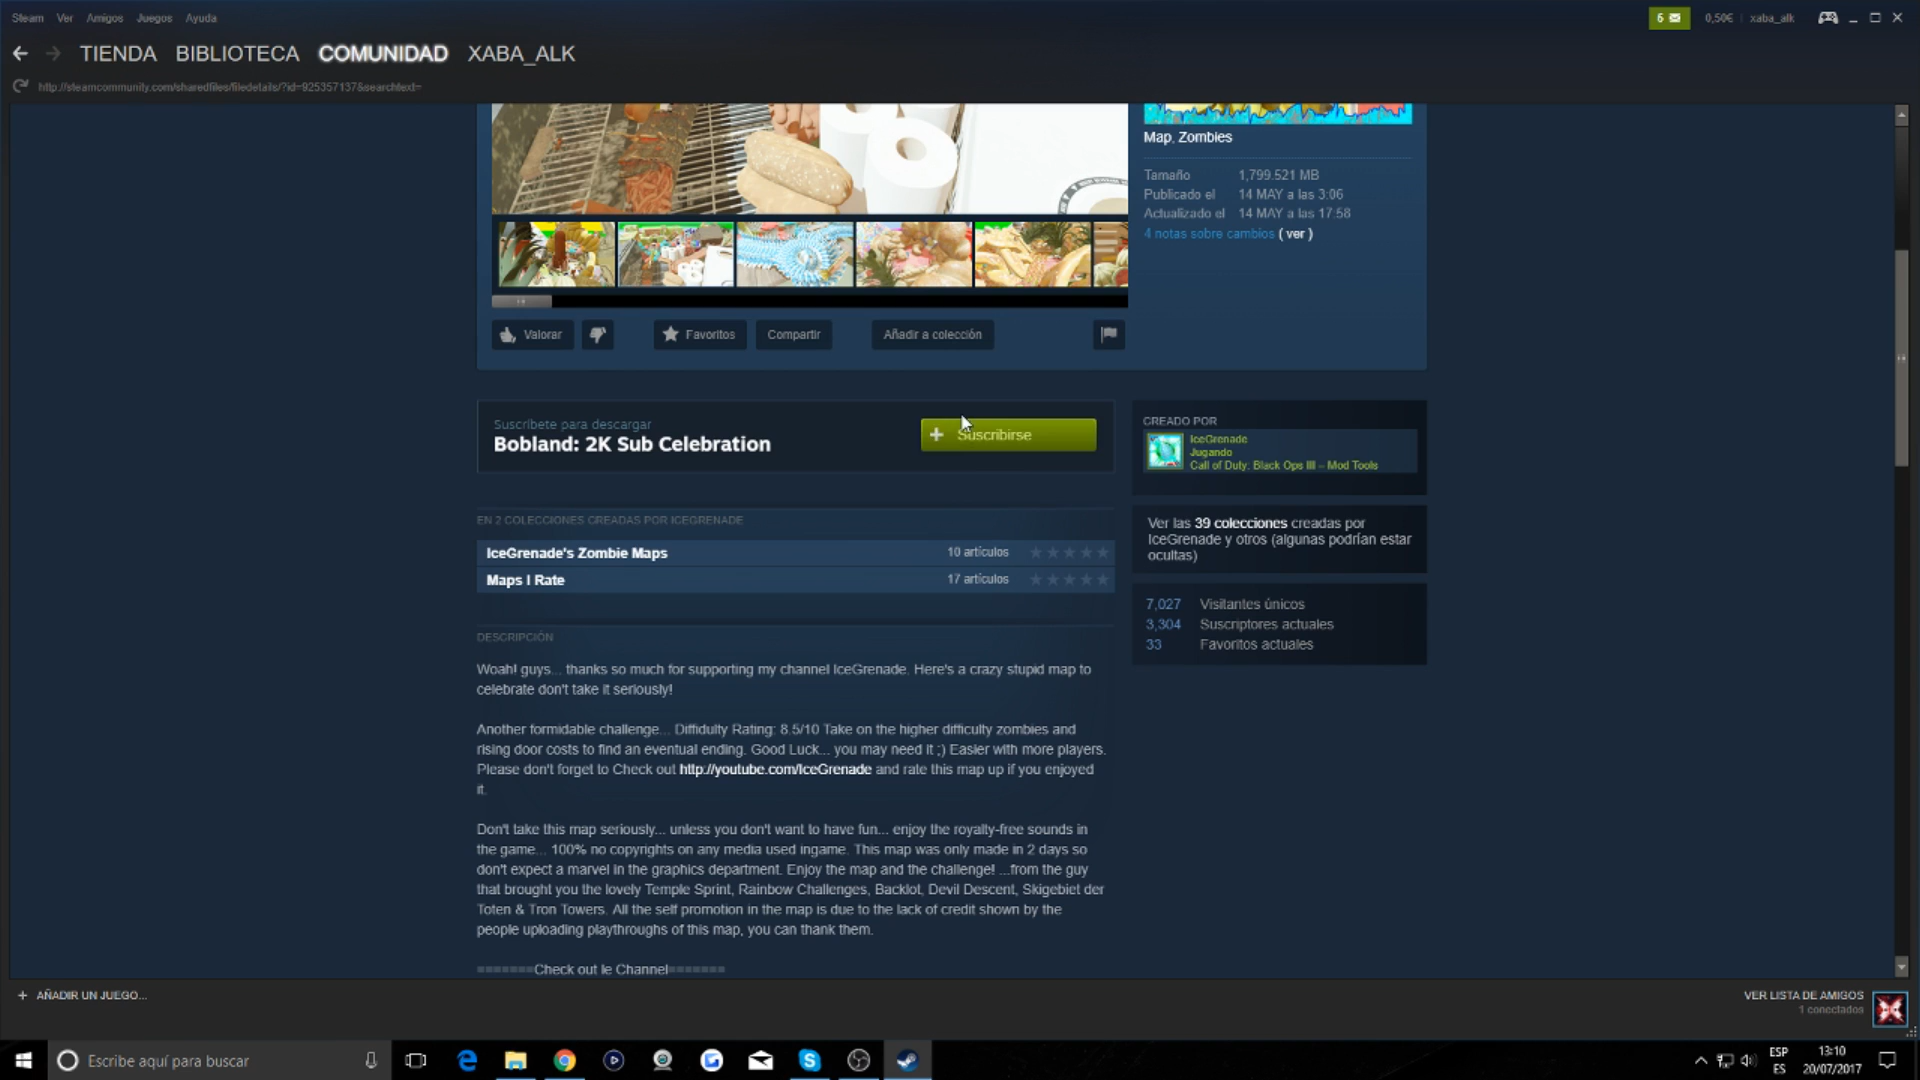 Steam Ver Amigos Juegos Ayuda
6 0,50€ xaba_alk
TIENDA BIBLIOTECA COMUNIDAD XABA_ALK
http://steamcommunity.com/sharedfiles/filedetails/?id=925357137&searchtext=
Map, Zombies
Tamaño 1,799.521 MB
Publicado el 14 MAY a las 3:06
Actualizado el 14 MAY a las 17:58
4 notas sobre cambios ( ver )
Valorar Favoritos Compartir Añadir a colección
Suscríbete para descargar
Bobland: 2K Sub Celebration
Suscribirse
CREADO POR
IceGrenade
Jugando
Call of Duty: Black Ops III – Mod Tools
EN 2 COLECCIONES CREADAS POR ICEGRENADE
IceGrenade's Zombie Maps 10 artículos
Maps I Rate 17 artículos
Ver las 39 colecciones creadas por
IceGrenade y otros (algunas podrían estar
ocultas)
7,027 Visitantes únicos
3,304 Suscriptores actuales
33 Favoritos actuales
DESCRIPCIÓN
Woah! guys... thanks so much for supporting my channel IceGrenade. Here's a crazy stupid map to
celebrate don't take it seriously!
Another formidable challenge... Diffidulty Rating: 8.5/10 Take on the higher difficulty zombies and
rising door costs to find an eventual ending. Good Luck... you may need it ;) Easier with more players.
Please don't forget to Check out http://youtube.com/IceGrenade and rate this map up if you enjoyed
it.
Don't take this map seriously... unless you don't want to have fun... enjoy the royalty-free sounds in
the game... 100% no copyrights on any media used ingame. This map was only made in 2 days so
don't expect a marvel in the graphics department. Enjoy the map and the challenge! ...from the guy
that brought you the lovely Temple Sprint, Rainbow Challenges, Backlot, Devil Descent, Skigebiet der
Toten & Tron Towers. All the self promotion in the map is due to the lack of credit shown by the
people uploading playthroughs of this map, you can thank them.
=======Check out le Channel=======
+ AÑADIR UN JUEGO...
VER LISTA DE AMIGOS
1 conectados
Escribe aquí para buscar
ESP
ES
13:10
20/07/2017